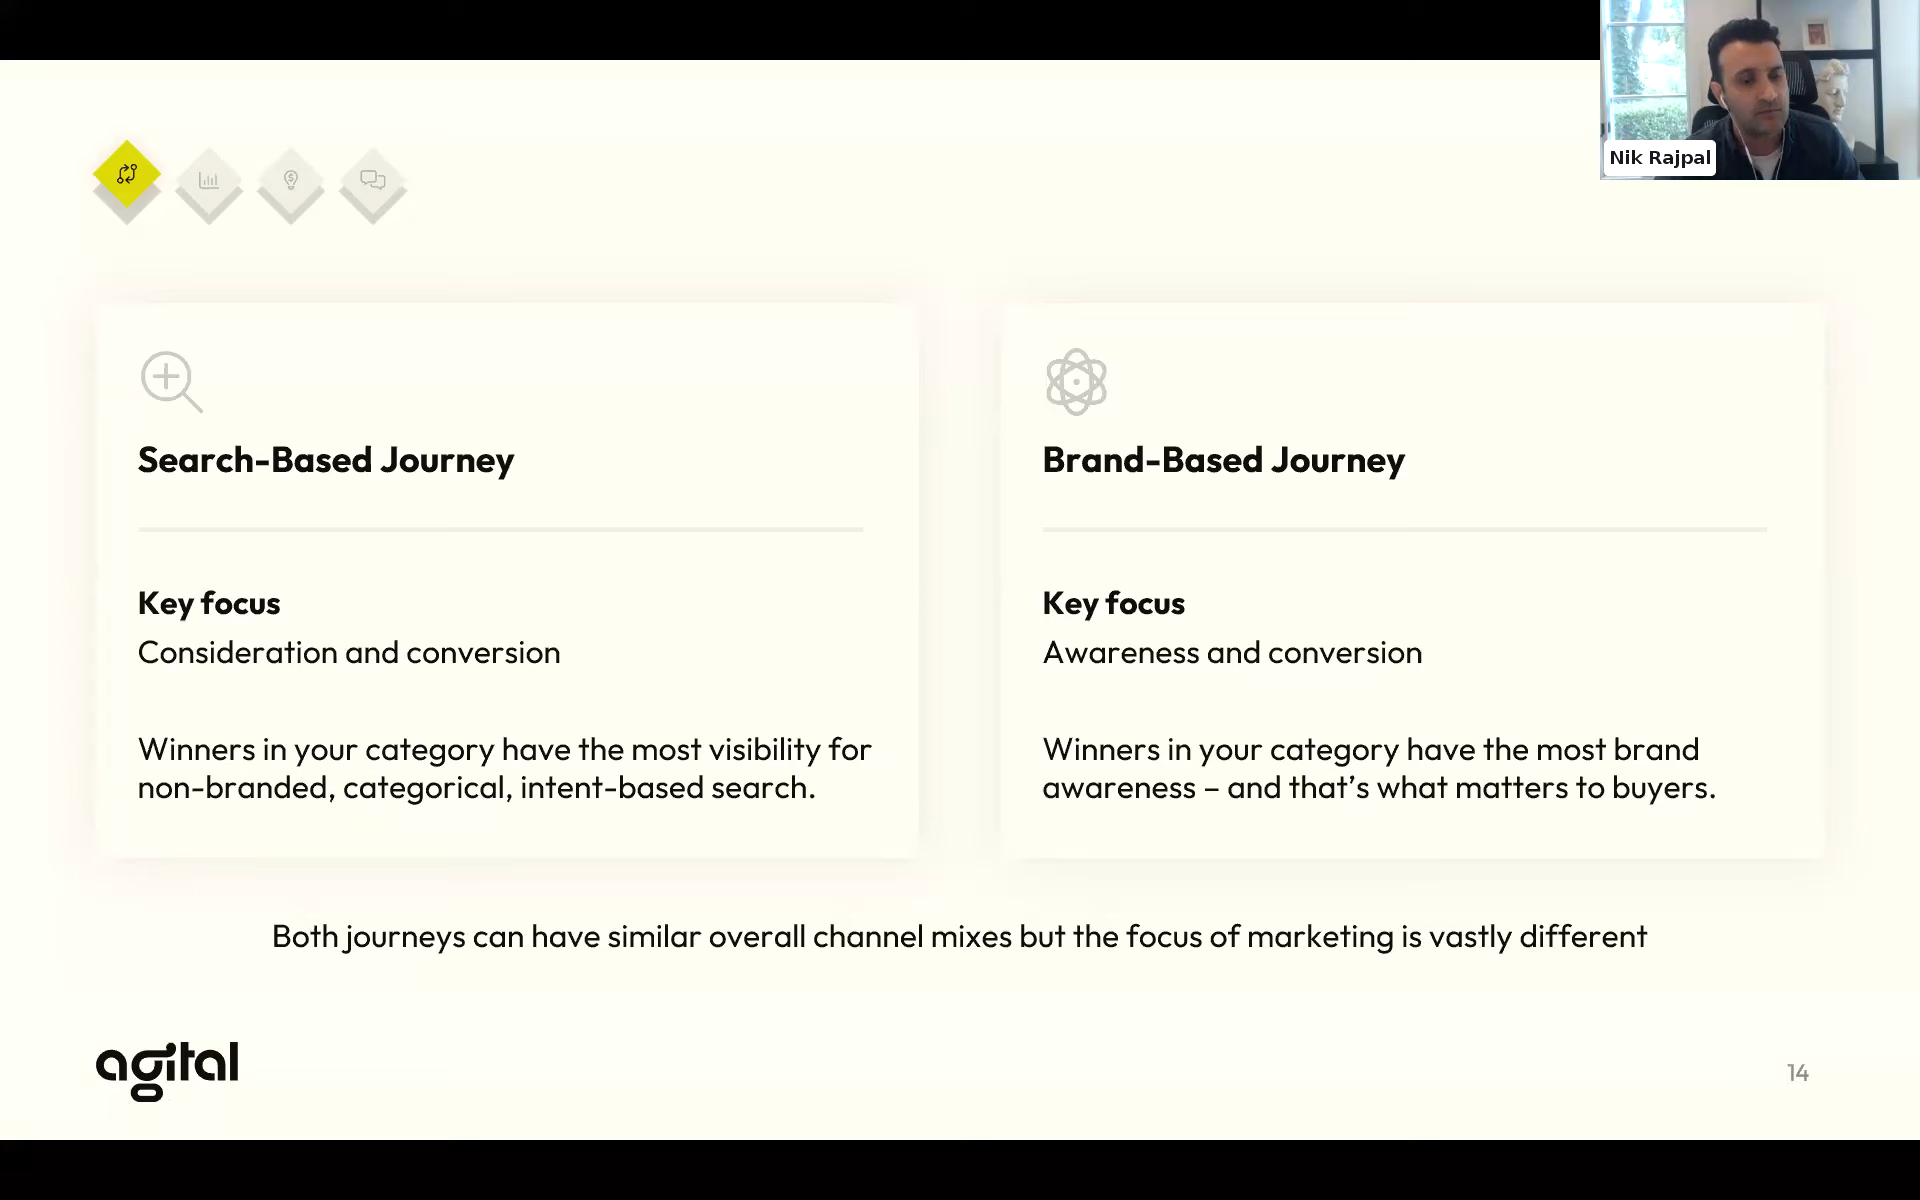 Nik Rajpal
Search-Based Journey
Key focus
Consideration and conversion
Winners in your category have the most visibility for
non-branded, categorical, intent-based search.
Brand-Based Journey
Key focus
Awareness and conversion
Winners in your category have the most brand
awareness – and that’s what matters to buyers.
Both journeys can have similar overall channel mixes but the focus of marketing is vastly different
agital
14